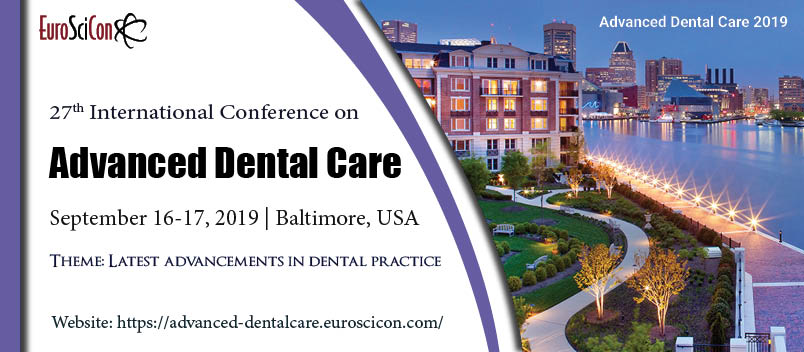 EuroSciCon
Advanced Dental Care 2019
27th International Conference on
Advanced Dental Care
September 16-17, 2019 | Baltimore, USA
Theme: Latest advancements in dental practice
Website: https://advanced-dentalcare.euroscicon.com/